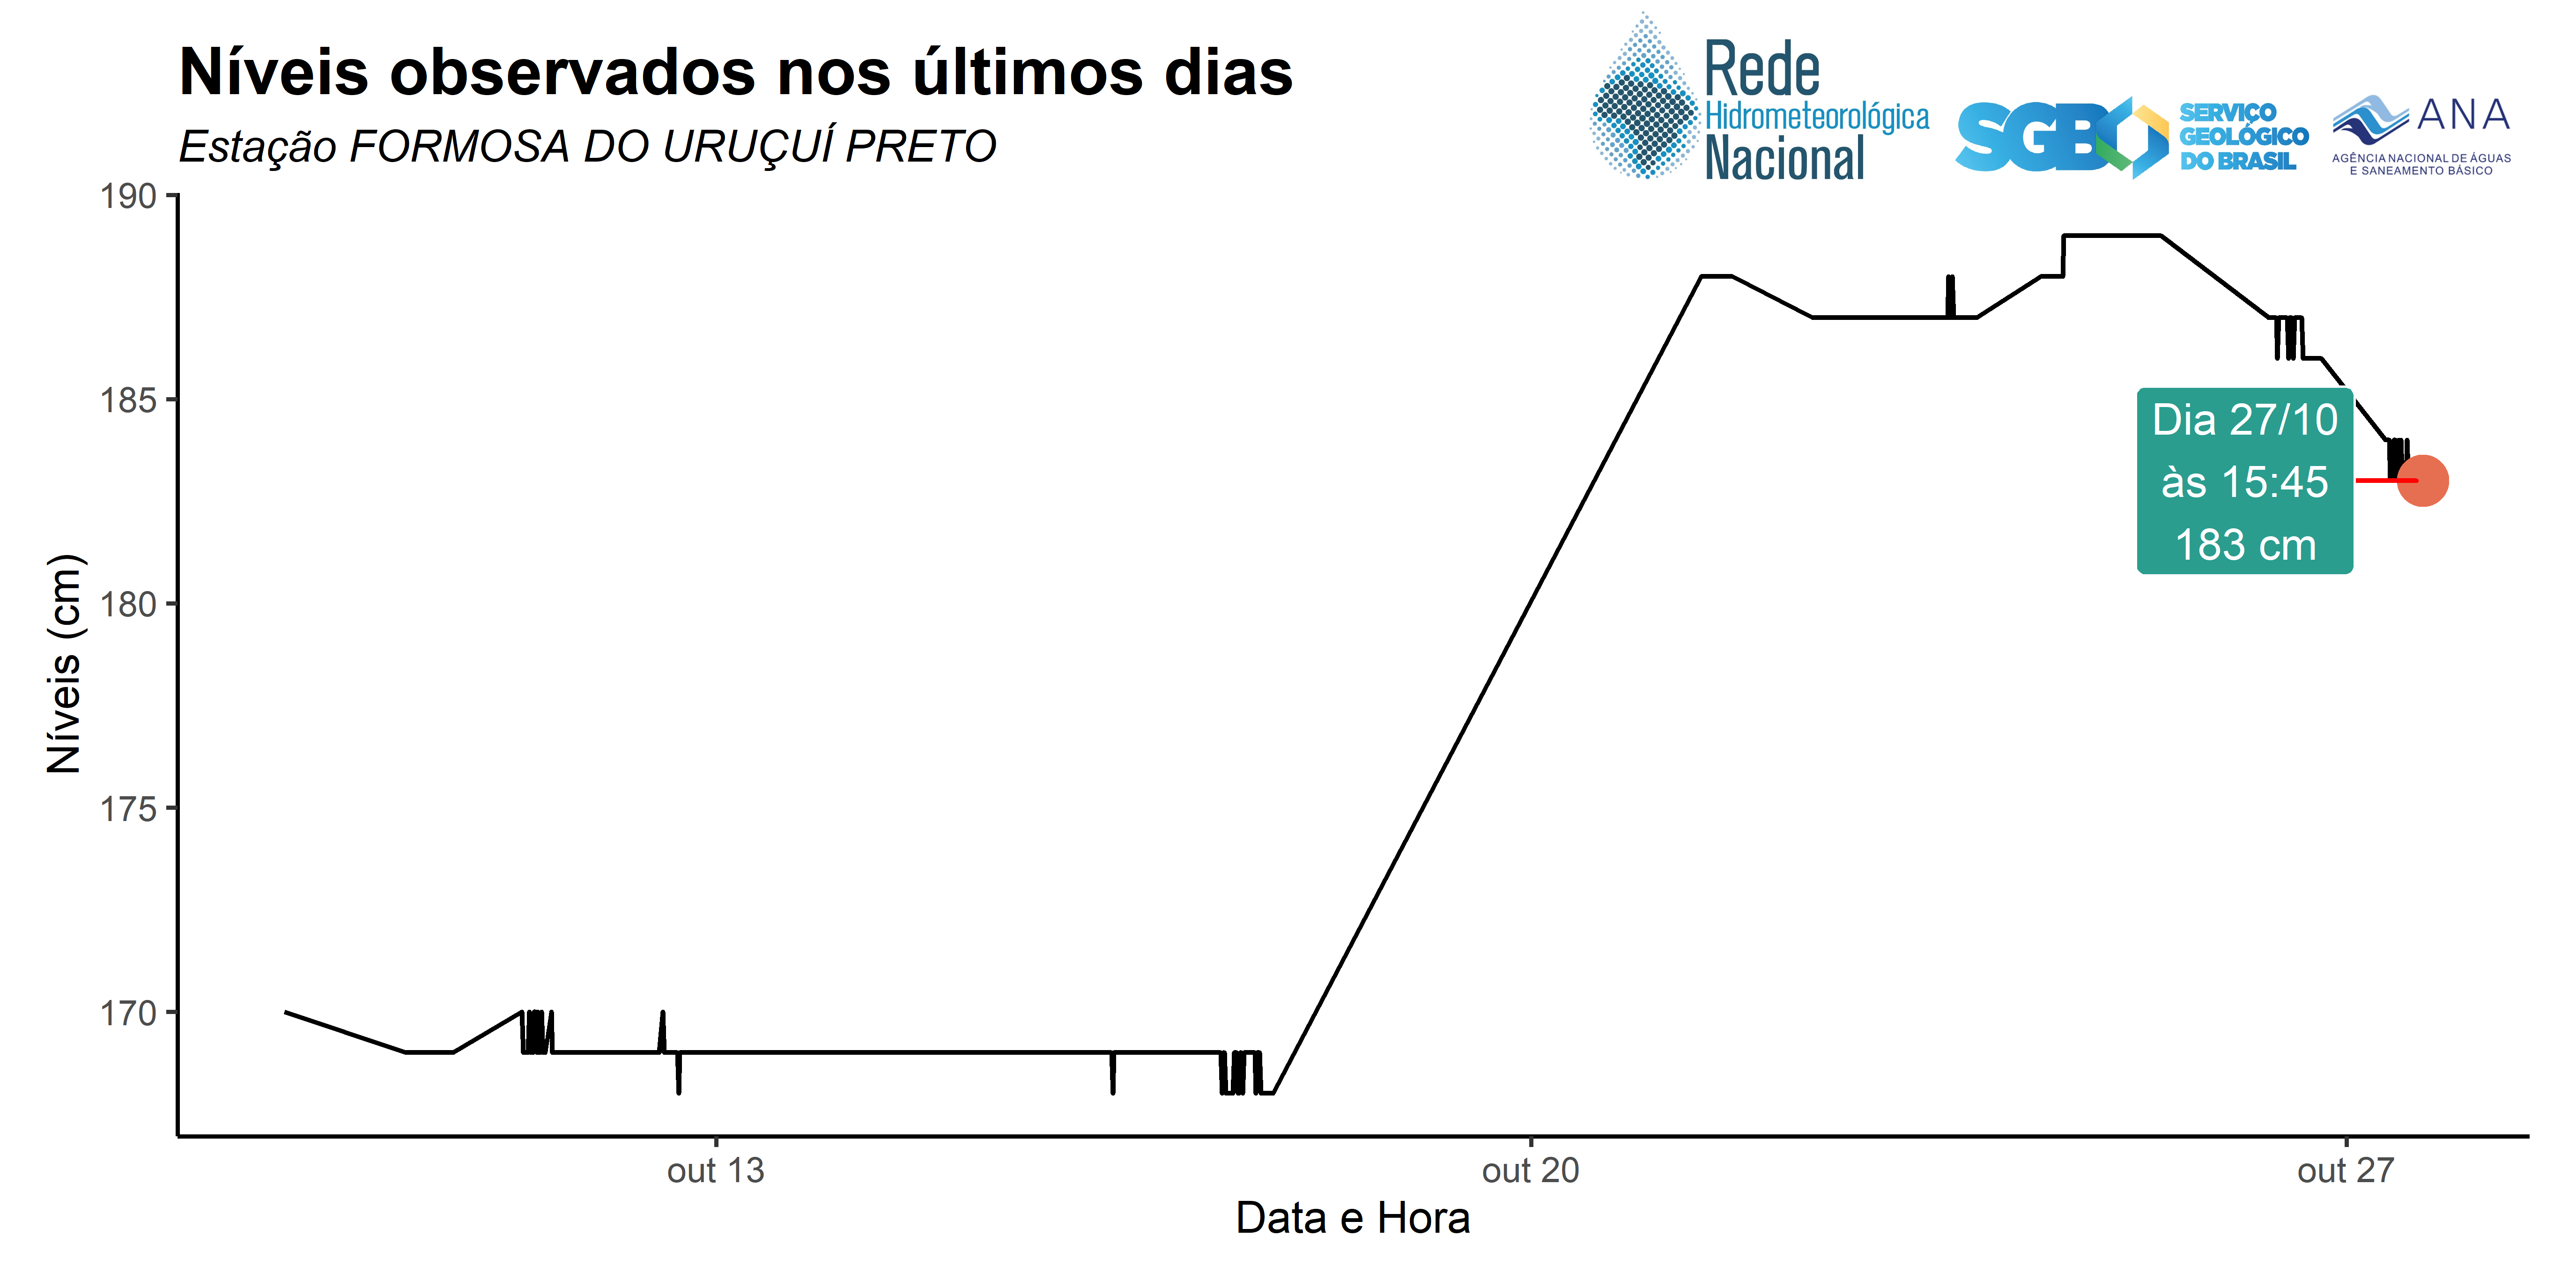 Níveis observados nos últimos dias
Estação FORMOSA DO URUÇUÍ PRETO
Rede
Hidrometeorológica
Nacional
SGB
SERVIÇO
GEOLÓGICO
DO BRASIL
ANA
AGÊNCIA NACIONAL DE ÁGUAS
E SANEAMENTO BÁSICO
190
185
180
175
170
Níveis (cm)
Dia 27/10
às 15:45
183 cm
out 13
out 20
out 27
Data e Hora